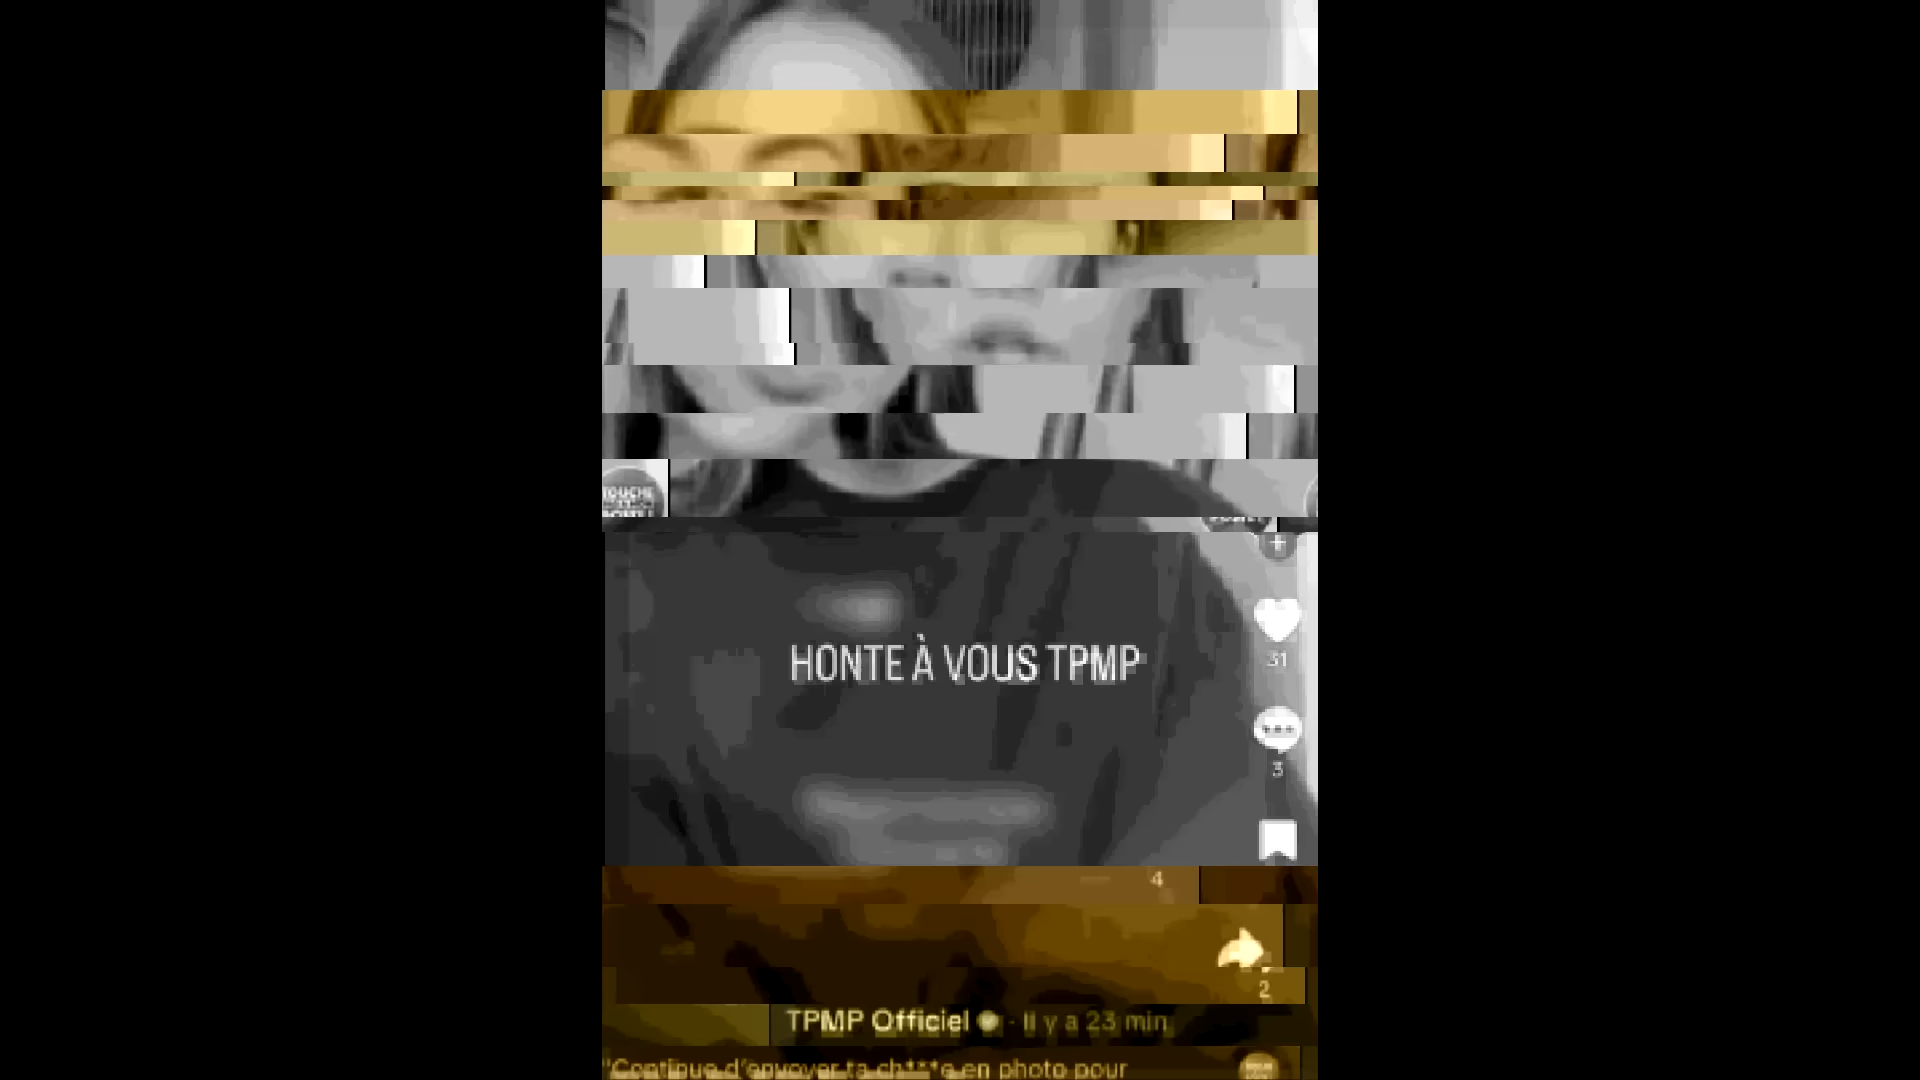 TOUCHE
HONTE À VOUS TPMP
31
3
4
2
TPMP Officiel · Il y a 23 min
"Continue d'envoyer ta ch***e en photo pour